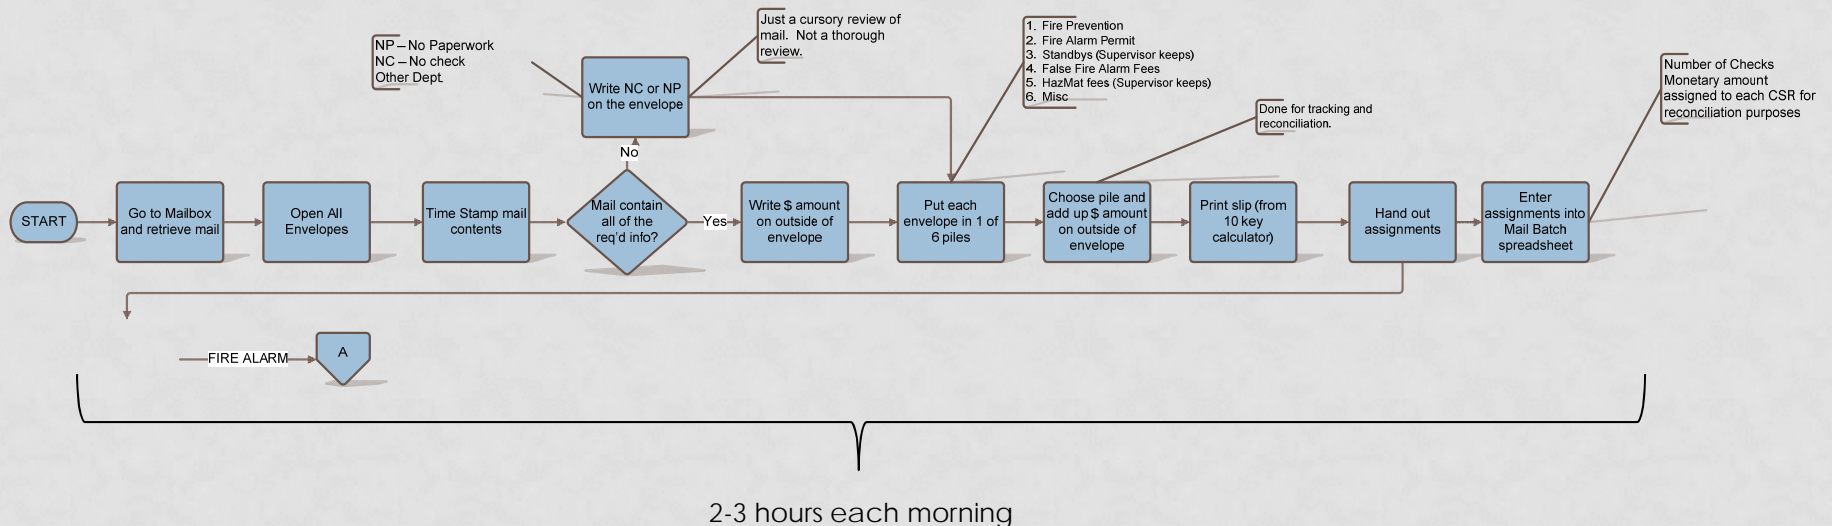 NP – No Paperwork
NC – No check
Other Dept.
Write NC or NP
on the envelope
Just a cursory review of
mail.  Not a thorough
review.
1.  Fire Prevention
2.  Fire Alarm Permit
3.  Standbys (Supervisor keeps)
4.  False Fire Alarm Fees
5.  HazMat fees (Supervisor keeps)
6.  Misc
Done for tracking and
reconciliation.
Number of Checks
Monetary amount
assigned to each CSR for
reconciliation purposes
No
START
Go to Mailbox
and retrieve mail
Open All
Envelopes
Time Stamp mail
contents
Mail contain
all of the
req'd info?
Yes
Write $ amount
on outside of
envelope
Put each
envelope in 1 of
6 piles
Choose pile and
add up $ amount
on outside of
envelope
Print slip (from
10 key
calculator)
Hand out
assignments
Enter
assignments into
Mail Batch
spreadsheet
FIRE ALARM
A
2-3 hours each morning